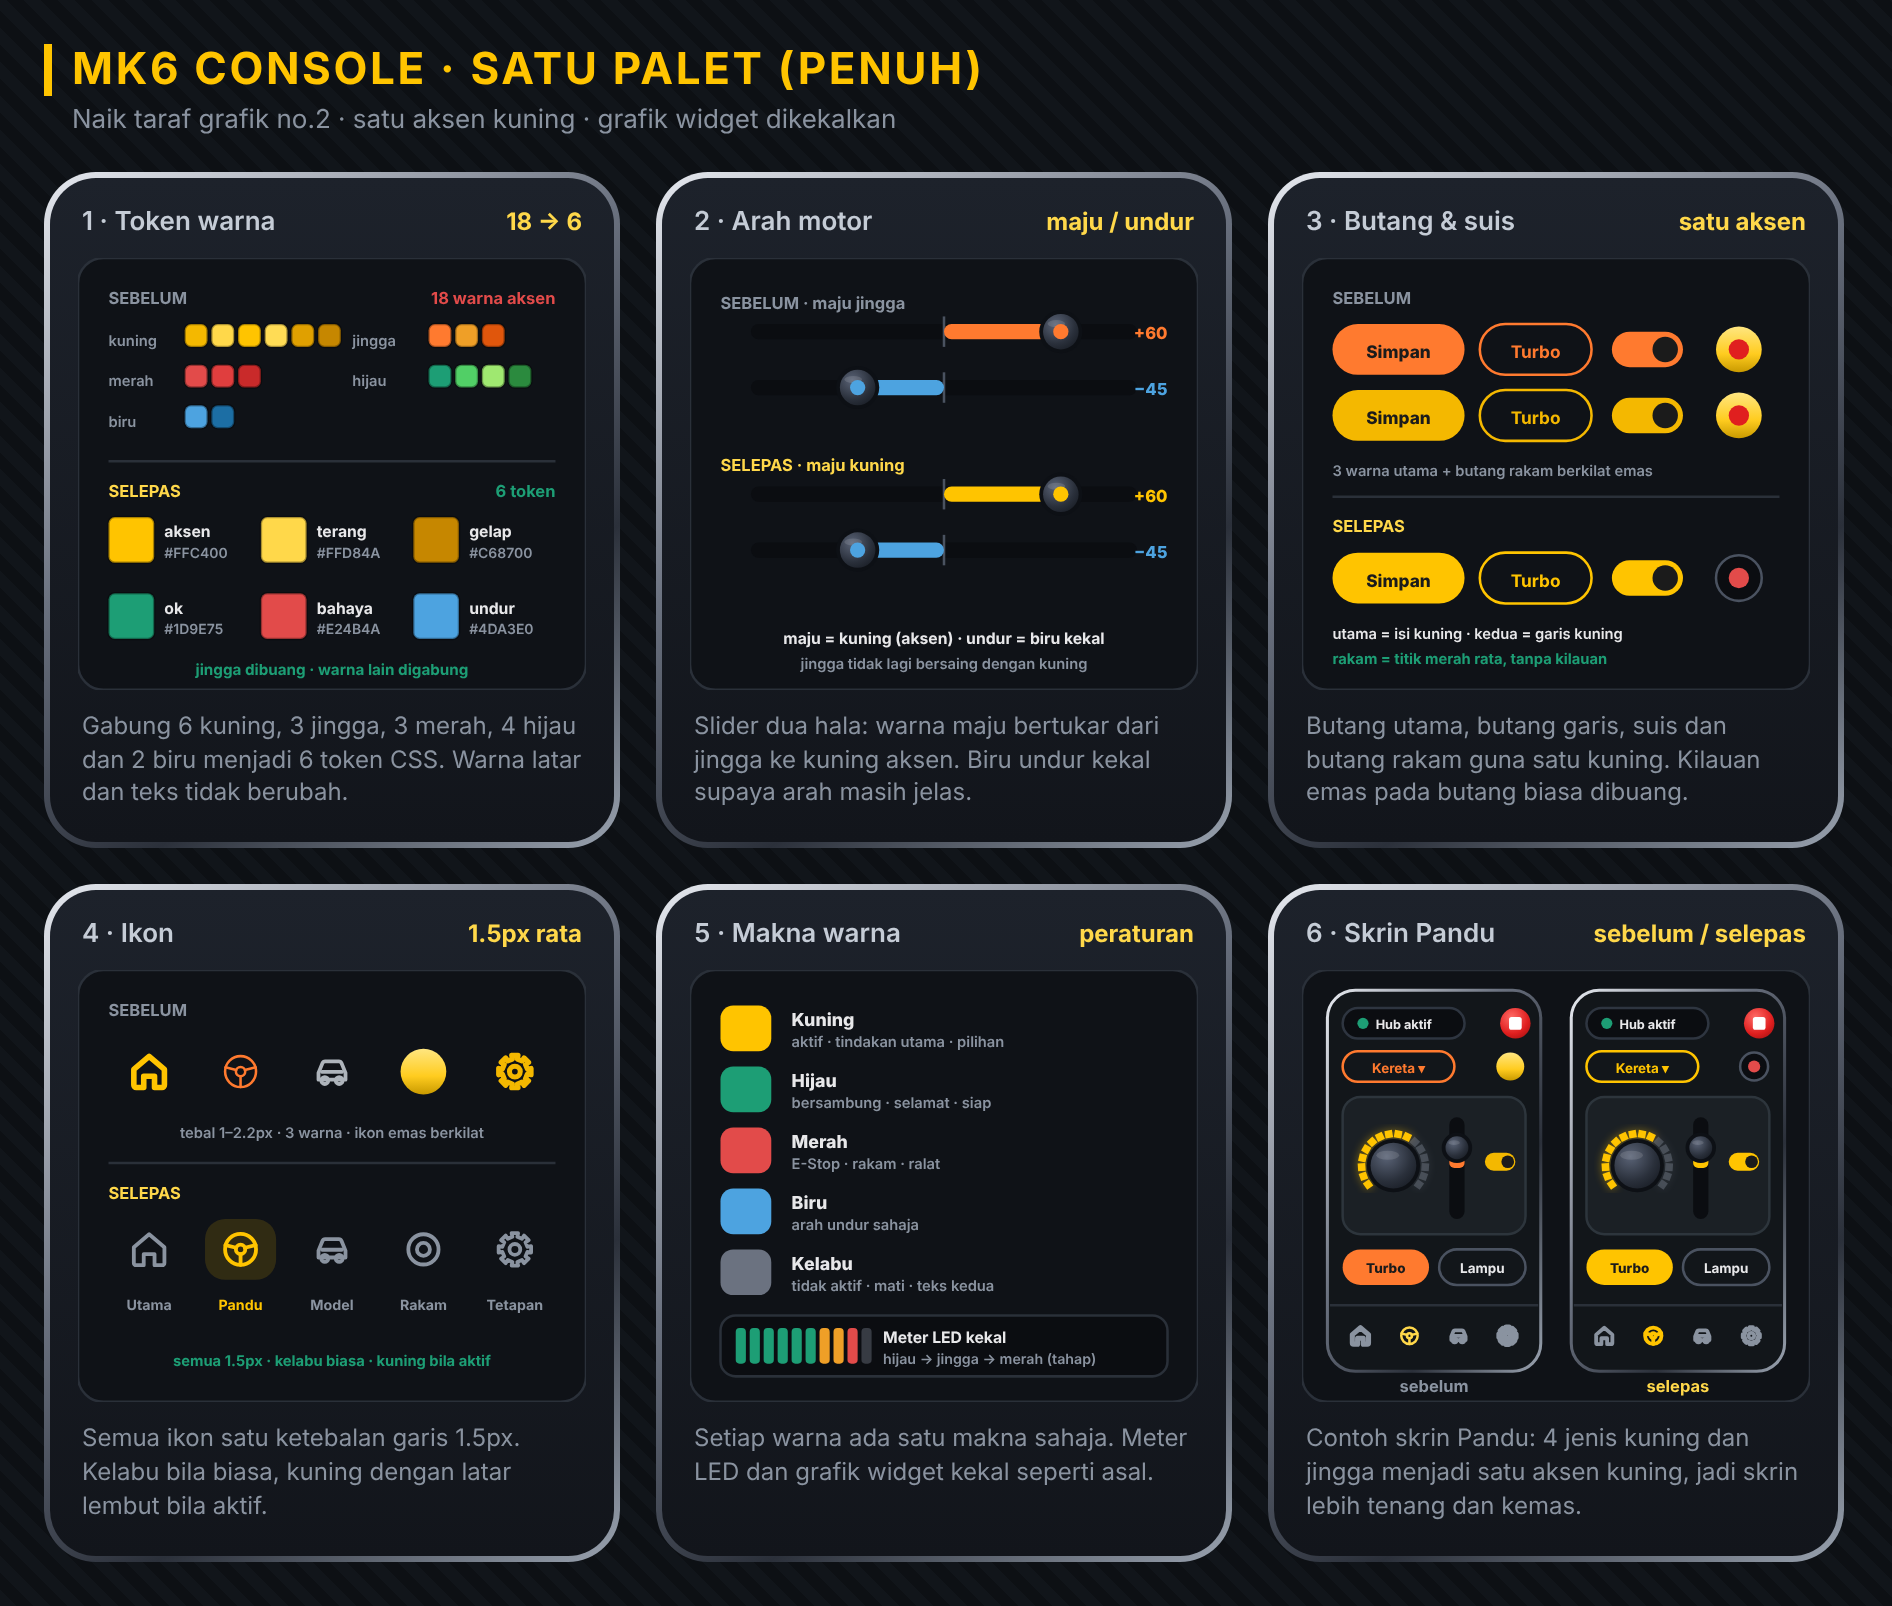 MK6 CONSOLE · SATU PALET (PENUH)
Naik taraf grafik no.2 · satu aksen kuning · grafik widget dikekalkan
1 · Token warna
18 → 6
SEBELUM
18 warna aksen
kuning
jingga
merah
hijau
biru
SELEPAS
6 token
aksen
#FFC400
terang
#FFD84A
gelap
#C68700
ok
#1D9E75
bahaya
#E24B4A
undur
#4DA3E0
jingga dibuang · warna lain digabung
Gabung 6 kuning, 3 jingga, 3 merah, 4 hijau
dan 2 biru menjadi 6 token CSS. Warna latar
dan teks tidak berubah.
2 · Arah motor
maju / undur
SEBELUM · maju jingga
+60
−45
SELEPAS · maju kuning
+60
−45
maju = kuning (aksen) · undur = biru kekal
jingga tidak lagi bersaing dengan kuning
Slider dua hala: warna maju bertukar dari
jingga ke kuning aksen. Biru undur kekal
supaya arah masih jelas.
3 · Butang & suis
satu aksen
SEBELUM
Simpan
Turbo
Simpan
Turbo
3 warna utama + butang rakam berkilat emas
SELEPAS
Simpan
Turbo
utama = isi kuning · kedua = garis kuning
rakam = titik merah rata, tanpa kilauan
Butang utama, butang garis, suis dan
butang rakam guna satu kuning. Kilauan
emas pada butang biasa dibuang.
4 · Ikon
1.5px rata
SEBELUM
tebal 1–2.2px · 3 warna · ikon emas berkilat
SELEPAS
Utama
Pandu
Model
Rakam
Tetapan
semua 1.5px · kelabu biasa · kuning bila aktif
Semua ikon satu ketebalan garis 1.5px.
Kelabu bila biasa, kuning dengan latar
lembut bila aktif.
5 · Makna warna
peraturan
Kuning
aktif · tindakan utama · pilihan
Hijau
bersambung · selamat · siap
Merah
E-Stop · rakam · ralat
Biru
arah undur sahaja
Kelabu
tidak aktif · mati · teks kedua
Meter LED kekal
hijau → jingga → merah (tahap)
Setiap warna ada satu makna sahaja. Meter
LED dan grafik widget kekal seperti asal.
6 · Skrin Pandu
sebelum / selepas
Hub aktif
Kereta ▾
Turbo
Lampu
sebelum
Hub aktif
Kereta ▾
Turbo
Lampu
selepas
Contoh skrin Pandu: 4 jenis kuning dan
jingga menjadi satu aksen kuning, jadi skrin
lebih tenang dan kemas.